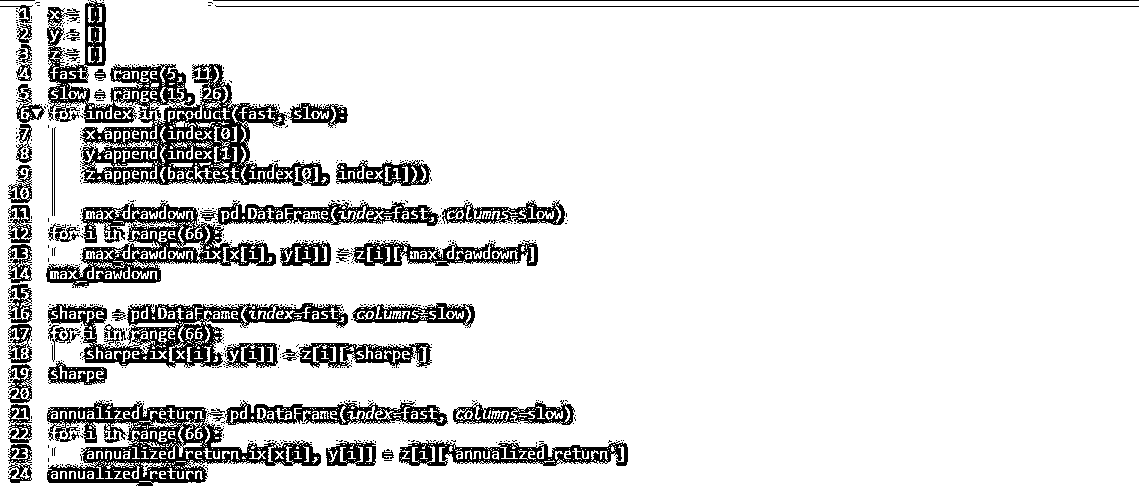 1 x = []
2 y = []
3 z = []
4 fast = range(5, 11)
5 slow = range(15, 26)
6 for index in product(fast, slow):
7     x.append(index[0])
8     y.append(index[1])
9     z.append(backtest(index[0], index[1]))
10
11     max_drawdown = pd.DataFrame(index=fast, columns=slow)
12 for i in range(66):
13     max_drawdown.ix[x[i], y[i]] = z[i]['max_drawdown']
14 max_drawdown
15
16 sharpe = pd.DataFrame(index=fast, columns=slow)
17 for i in range(66):
18     sharpe.ix[x[i], y[i]] = z[i]['sharpe']
19 sharpe
20
21 annualized_return = pd.DataFrame(index=fast, columns=slow)
22 for i in range(66):
23     annualized_return.ix[x[i], y[i]] = z[i]['annualized_return']
24 annualized_return